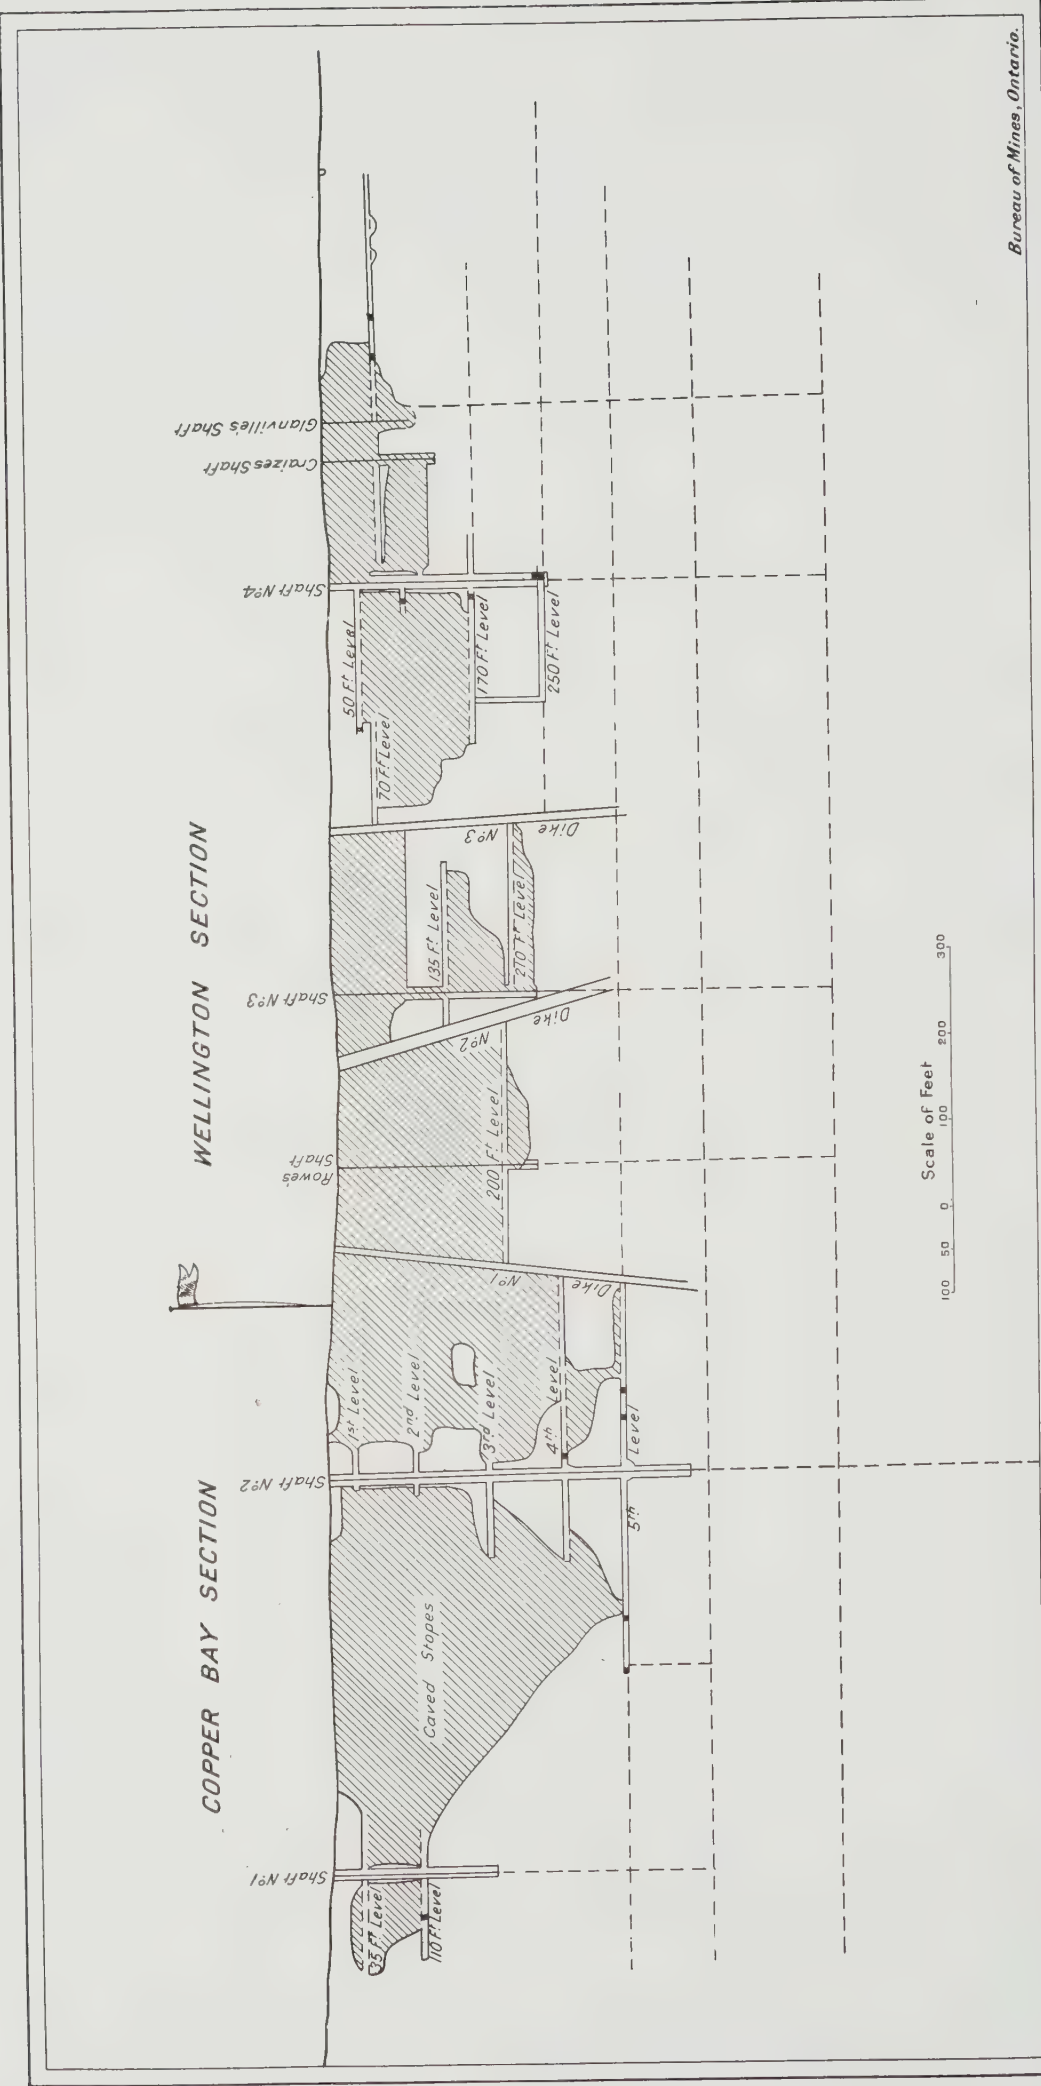 COPPER BAY SECTION
WELLINGTON SECTION
Shaft Nº1
Shaft Nº2
Rowe's
Shaft
Shaft Nº3
Shaft Nº4
Craizes Shaft
Glanville's Shaft
35 Ft Level
110 Ft Level
Caved Stopes
1st Level
2nd Level
3rd Level
4th Level
5th Level
Nº1 Dike
200 Ft Level
Nº2 Dike
135 Ft Level
210 Ft Level
Nº3 Dike
70 Ft Level
50 Ft Level
170 Ft Level
250 Ft Level
Scale of Feet
100 50 0 100 200 300
Bureau of Mines, Ontario.